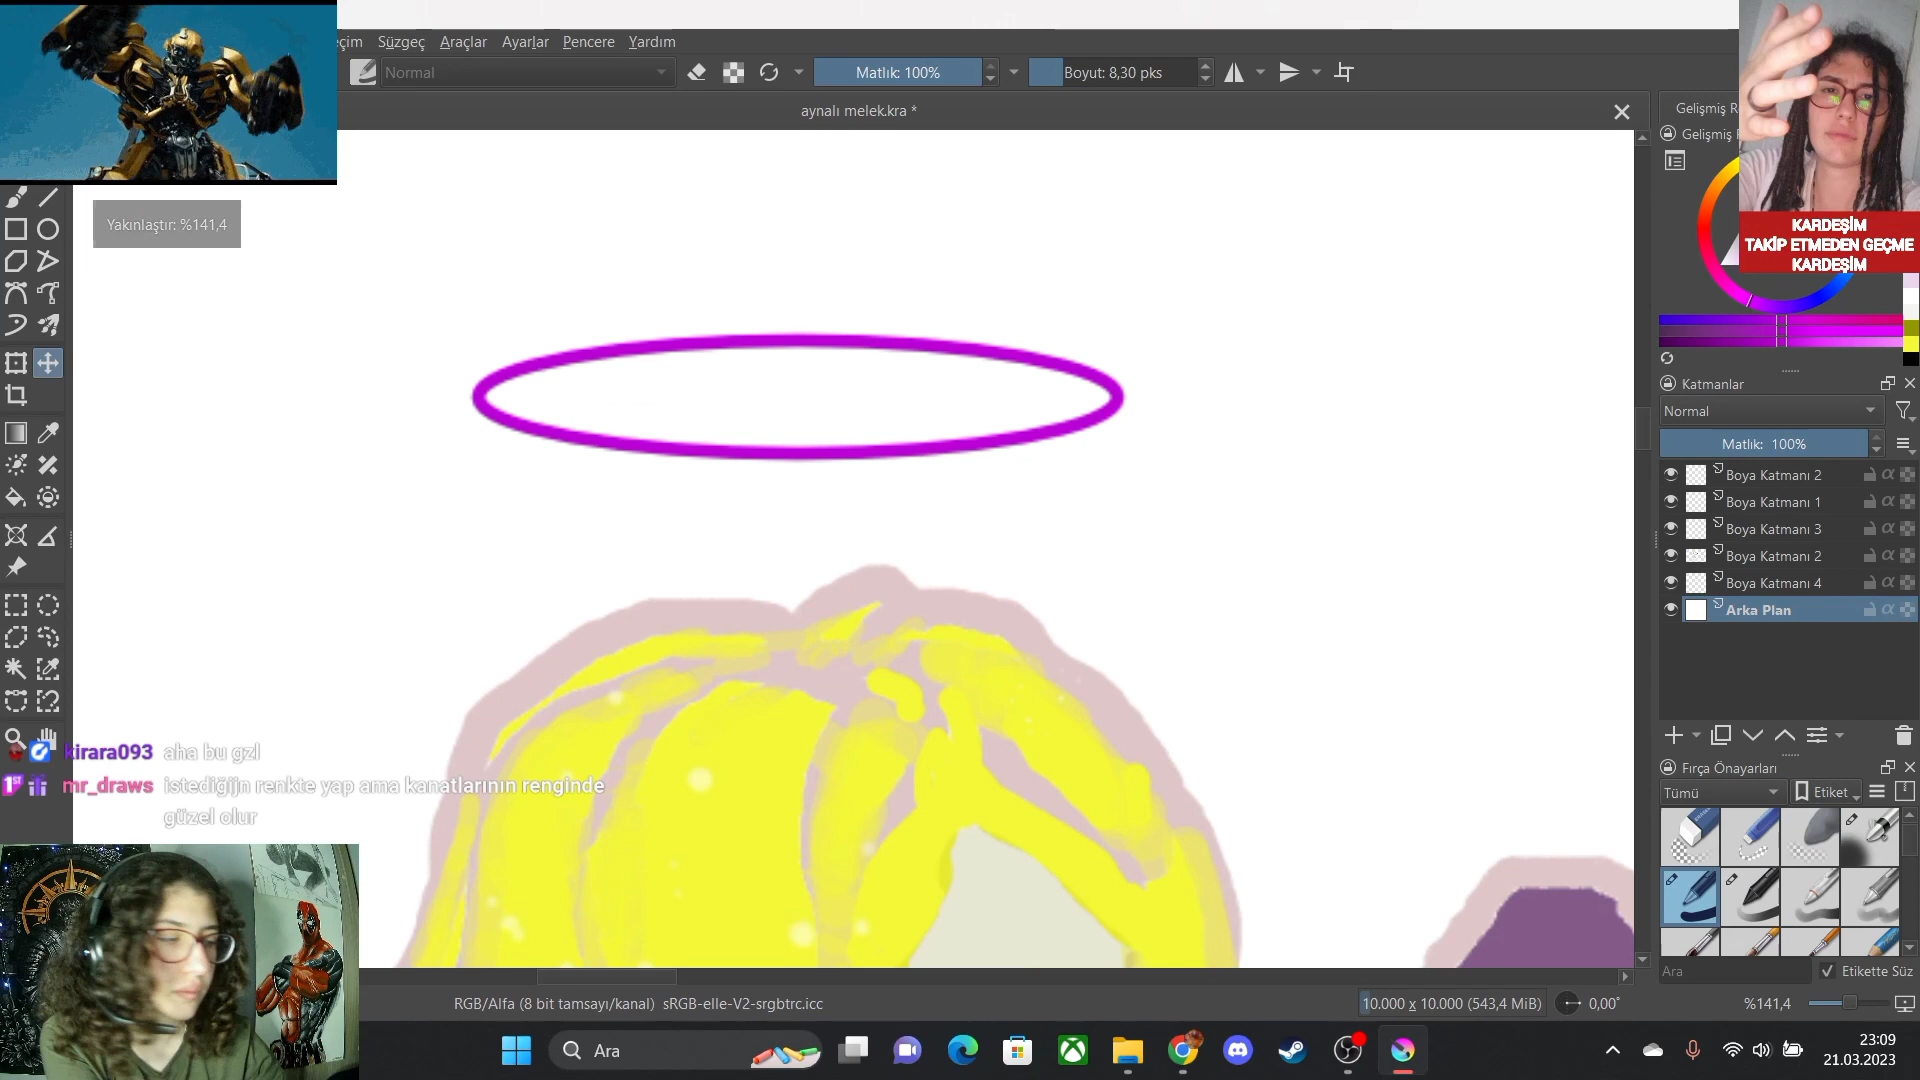 eçim Süzgeç Araçlar Ayarlar Pencere Yardım
Normal
Matlık: 100%
Boyut: 8,30 pks
aynalı melek.kra *
Gelişmiş R
Gelişmiş
Yakınlaştır: %141,4
KARDEŞİM
TAKİP ETMEDEN GEÇME
KARDEŞİM
Katmanlar
Normal
Matlık: 100%
Boya Katmanı 2
Boya Katmanı 1
Boya Katmanı 3
Boya Katmanı 2
Boya Katmanı 4
Arka Plan
kirara093 aha bu gzl
1ST mr_draws istediğijn renkte yap ama kanatlarının renginde
güzel olur
Fırça Önayarları
Tümü
Etiket
Ara
Etikette Süz
RGB/Alfa (8 bit tamsayı/kanal) sRGB-elle-V2-srgbtrc.icc
10.000 x 10.000 (543,4 MiB)
0,00°
%141,4
Ara
23:09
21.03.2023